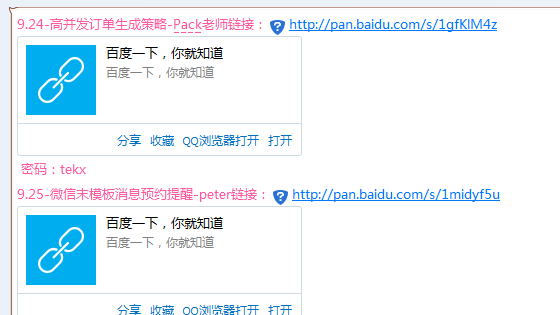 9.24-高并发订单生成策略-Pack老师链接： http://pan.baidu.com/s/1gfKlM4z
百度一下，你就知道
百度一下，你就知道
分享 收藏 QQ浏览器打开 打开
密码：tekx
9.25-微信末模板消息预约提醒-peter链接： http://pan.baidu.com/s/1midyf5u
百度一下，你就知道
百度一下，你就知道
分享 收藏 QQ浏览器打开 打开